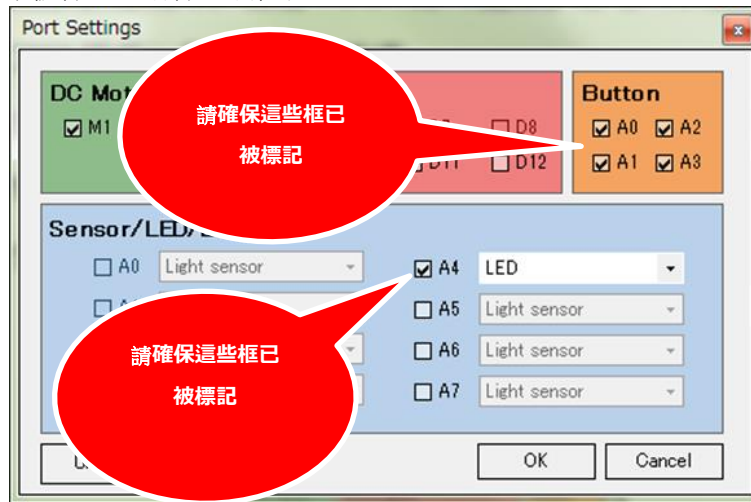 Port Settings
DC Mot
M1
D8
D12
Button
A0 A2
A1 A3
請確保這些框已
被標記
Sensor/LED/
A0 Light sensor
A4 LED
A5 Light sensor
A6 Light sensor
A7 Light sensor
請確保這些框已
被標記
OK Cancel